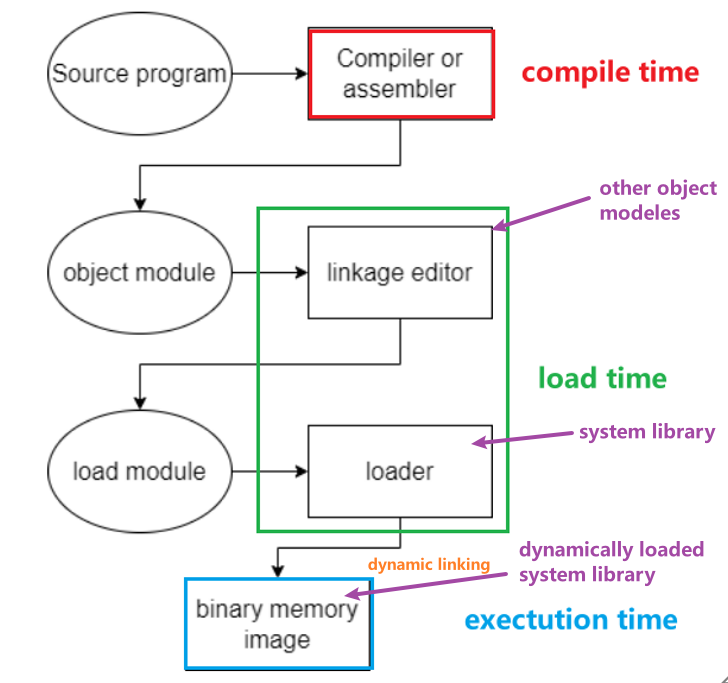 Source program
Compiler or
assembler
compile time
other object
modeles
object module
linkage editor
load time
system library
load module
loader
dynamic linking
dynamically loaded
system library
binary memory
image
exectution time